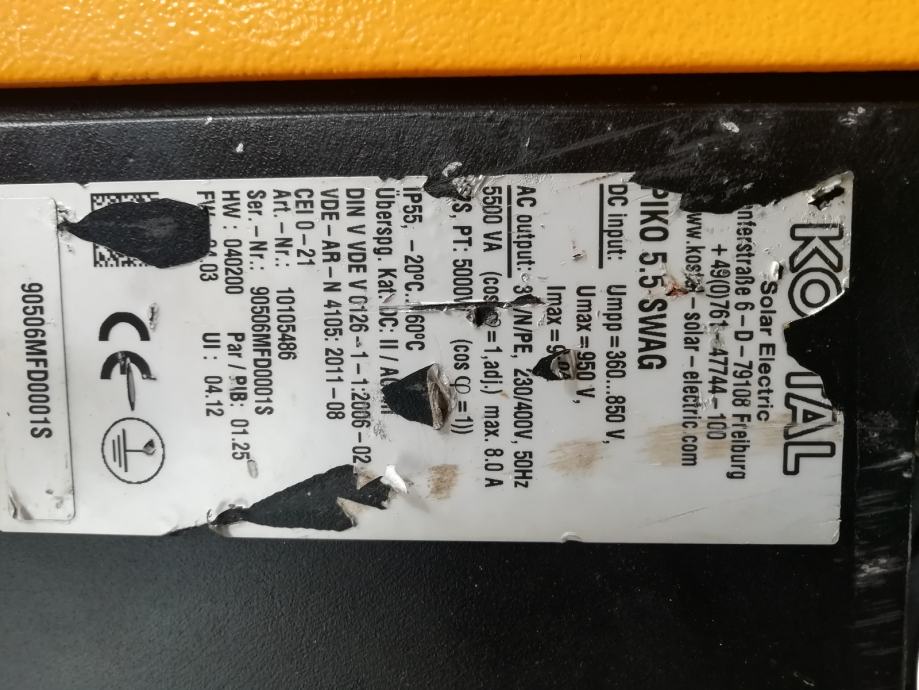 KO TAL
Solar Electric
nterstraße 6 - D - 79108 Freiburg
+49(0)761-47744-100
ww.kostal-solar-electric.com
PIKO 5.5 SWAG
DC input: Umpp = 360...850 V,
Umax = 950 V,
Imax = 9
AC output: 3 /N/PE, 230/400V, 50Hz
5500 VA (cos φ = 1, adj.) max. 8.0 A
S, PT: 5000 (cos φ = 1))
IP55, -20°C 60°C
Überspg. Kat DC: II / A
DIN V VDE V 0126-1-1:2006-02
VDE-AR-N 4105: 2011-08
CEI 0-21
Art.-Nr.: 10105486
Ser.-Nr.: 90506MFD0001S
HW: 040200 Par / PIB: 01.25
FW .03 UI: 04.12
CE
90506MFD0001S